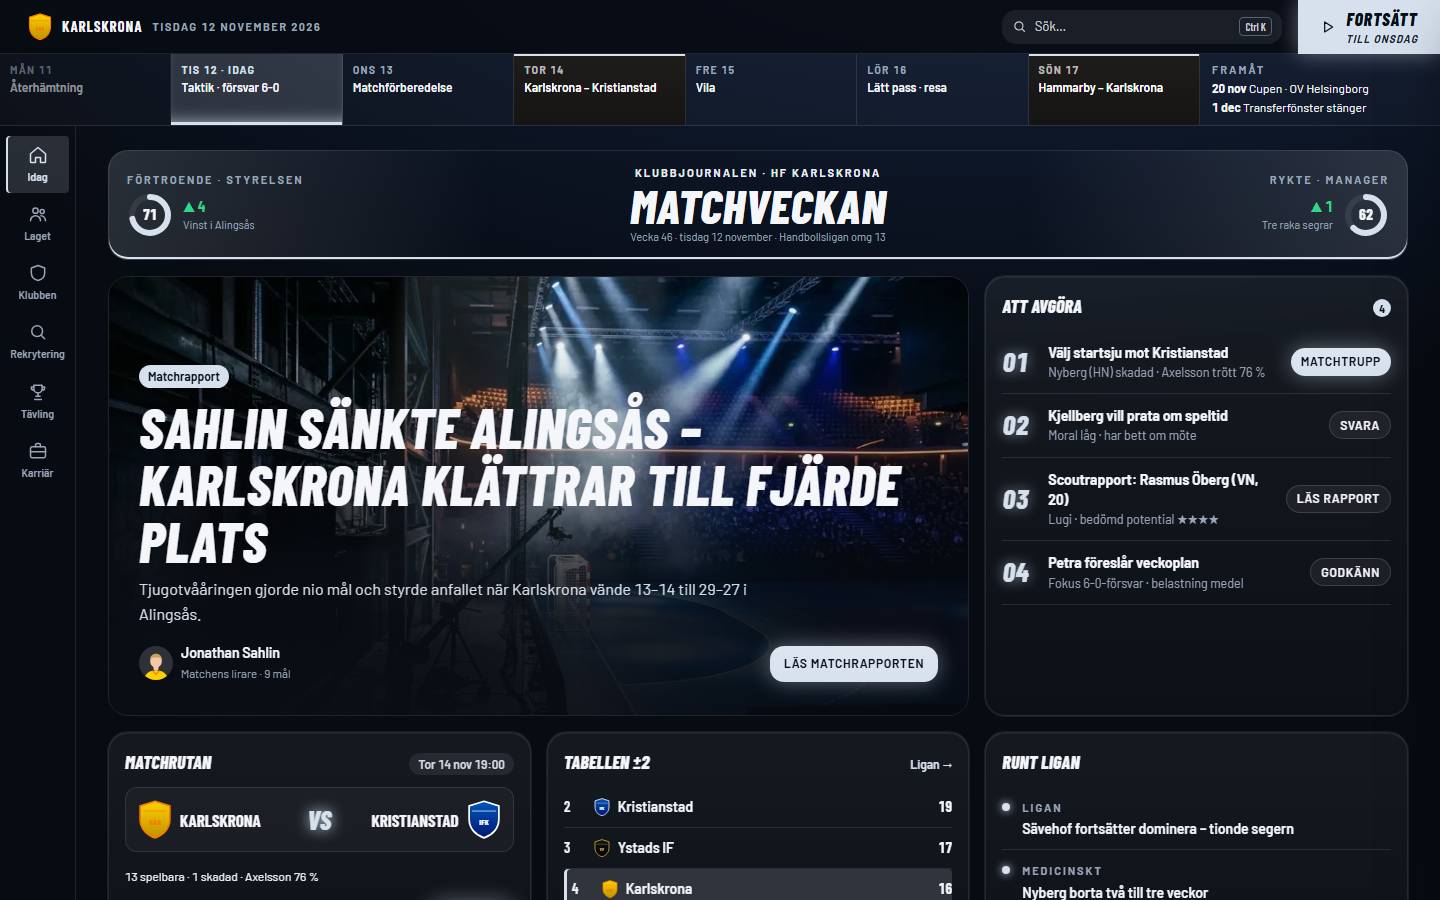 KARLSKRONA TISDAG 12 NOVEMBER 2026
Sök... Ctrl K
FORTSÄTT
TILL ONSDAG
MÅN 11
Återhämtning
TIS 12 · IDAG
Taktik · försvar 6-0
ONS 13
Matchförberedelse
TOR 14
Karlskrona – Kristianstad
FRE 15
Vila
LÖR 16
Lätt pass · resa
SÖN 17
Hammarby – Karlskrona
FRAMÅT
20 nov Cupen · OV Helsingborg
1 dec Transferfönster stänger
Idag
Laget
Klubben
Rekrytering
Tävling
Karriär
FÖRTROENDE · STYRELSEN
71
▲ 4
Vinst i Alingsås
KLUBBJOURNALEN · HF KARLSKRONA
MATCHVECKAN
Vecka 46 · tisdag 12 november · Handbollsligan omg 13
RYKTE · MANAGER
▲ 1
Tre raka segrar
62
Matchrapport
SAHLIN SÄNKTE ALINGSÅS –
KARLSKRONA KLÄTTRAR TILL FJÄRDE
PLATS
Tjugotvååringen gjorde nio mål och styrde anfallet när Karlskrona vände 13–14 till 29–27 i
Alingsås.
Jonathan Sahlin
Matchens lirare · 9 mål
LÄS MATCHRAPPORTEN
ATT AVGÖRA 4
01
Välj startsju mot Kristianstad
Nyberg (HN) skadad · Axelsson trött 76 %
MATCHTRUPP
02
Kjellberg vill prata om speltid
Moral låg · har bett om möte
SVARA
03
Scoutrapport: Rasmus Öberg (VN,
20)
Lugi · bedömd potential ★★★★
LÄS RAPPORT
04
Petra föreslår veckoplan
Fokus 6-0-försvar · belastning medel
GODKÄNN
MATCHRUTAN Tor 14 nov 19:00
KARLSKRONA VS KRISTIANSTAD IFK
13 spelbara · 1 skadad · Axelsson 76 %
TABELLEN ±2 Ligan →
2 Kristianstad 19
3 Ystads IF 17
4 Karlskrona 16
RUNT LIGAN
LIGAN
Sävehof fortsätter dominera – tionde segern
MEDICINSKT
Nyberg borta två till tre veckor